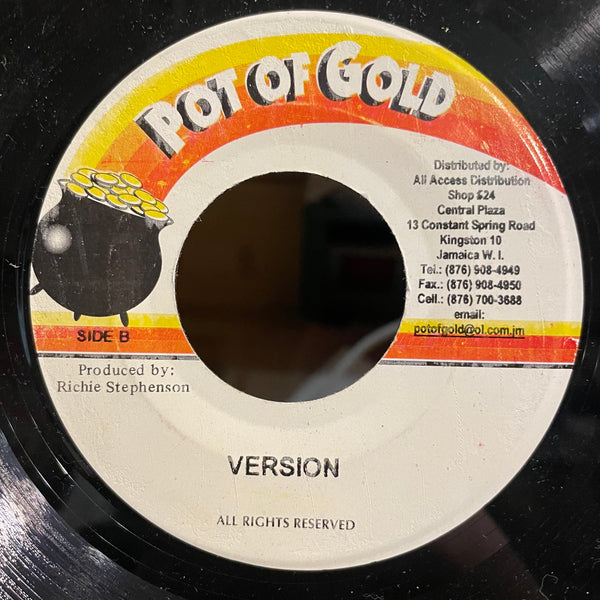 POT OF GOLD
Distributed by:
All Access Distribution
Shop #24
Central Plaza
13 Constant Spring Road
Kingston 10
Jamaica W. I.
Tel.: (876) 908-4949
Fax.: (876) 908-4950
Cell.: (876) 700-3688
email:
potofgold@ol.com.jm
SIDE B
Produced by:
Richie Stephenson
VERSION
ALL RIGHTS RESERVED